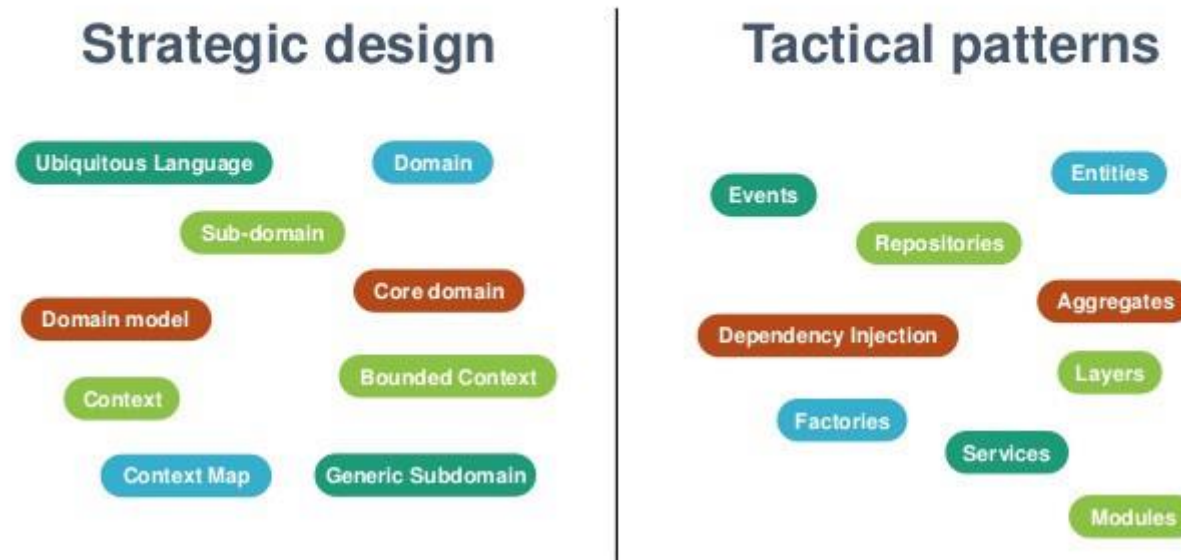 Strategic design
Ubiquitous Language
Domain
Sub-domain
Core domain
Domain model
Bounded Context
Context
Context Map
Generic Subdomain
Tactical patterns
Entities
Events
Repositories
Aggregates
Dependency Injection
Layers
Factories
Services
Modules